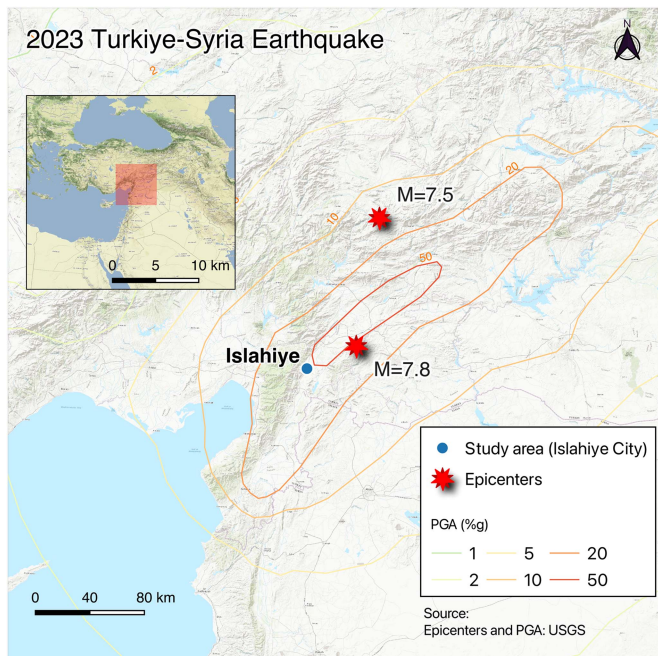 2023 Turkiye-Syria Earthquake
N
2
0 5 10 km
M=7.5
20
10
50
Islahiye
M=7.8
Study area (Islahiye City)
Epicenters
PGA (%g)
1 5 20
2 10 50
0 40 80 km
Source:
Epicenters and PGA: USGS